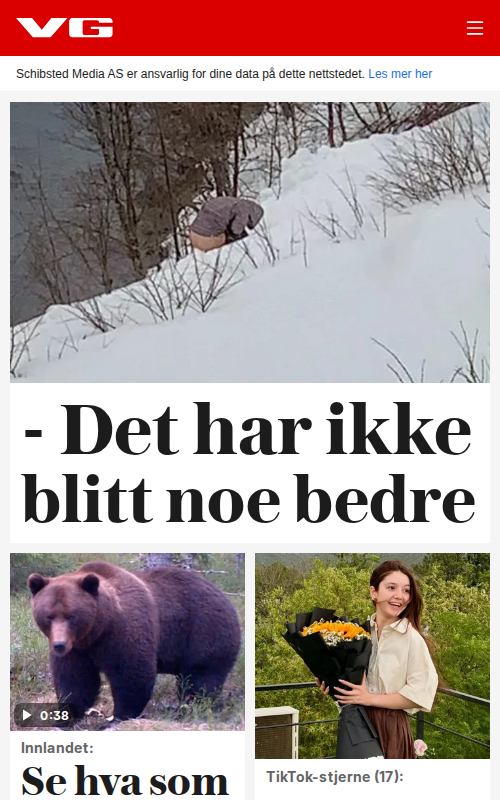 VG
Schibsted Media AS er ansvarlig for dine data på dette nettstedet. Les mer her
- Det har ikke
blitt noe bedre
0:38
Innlandet:
Se hva som
TikTok-stjerne (17):